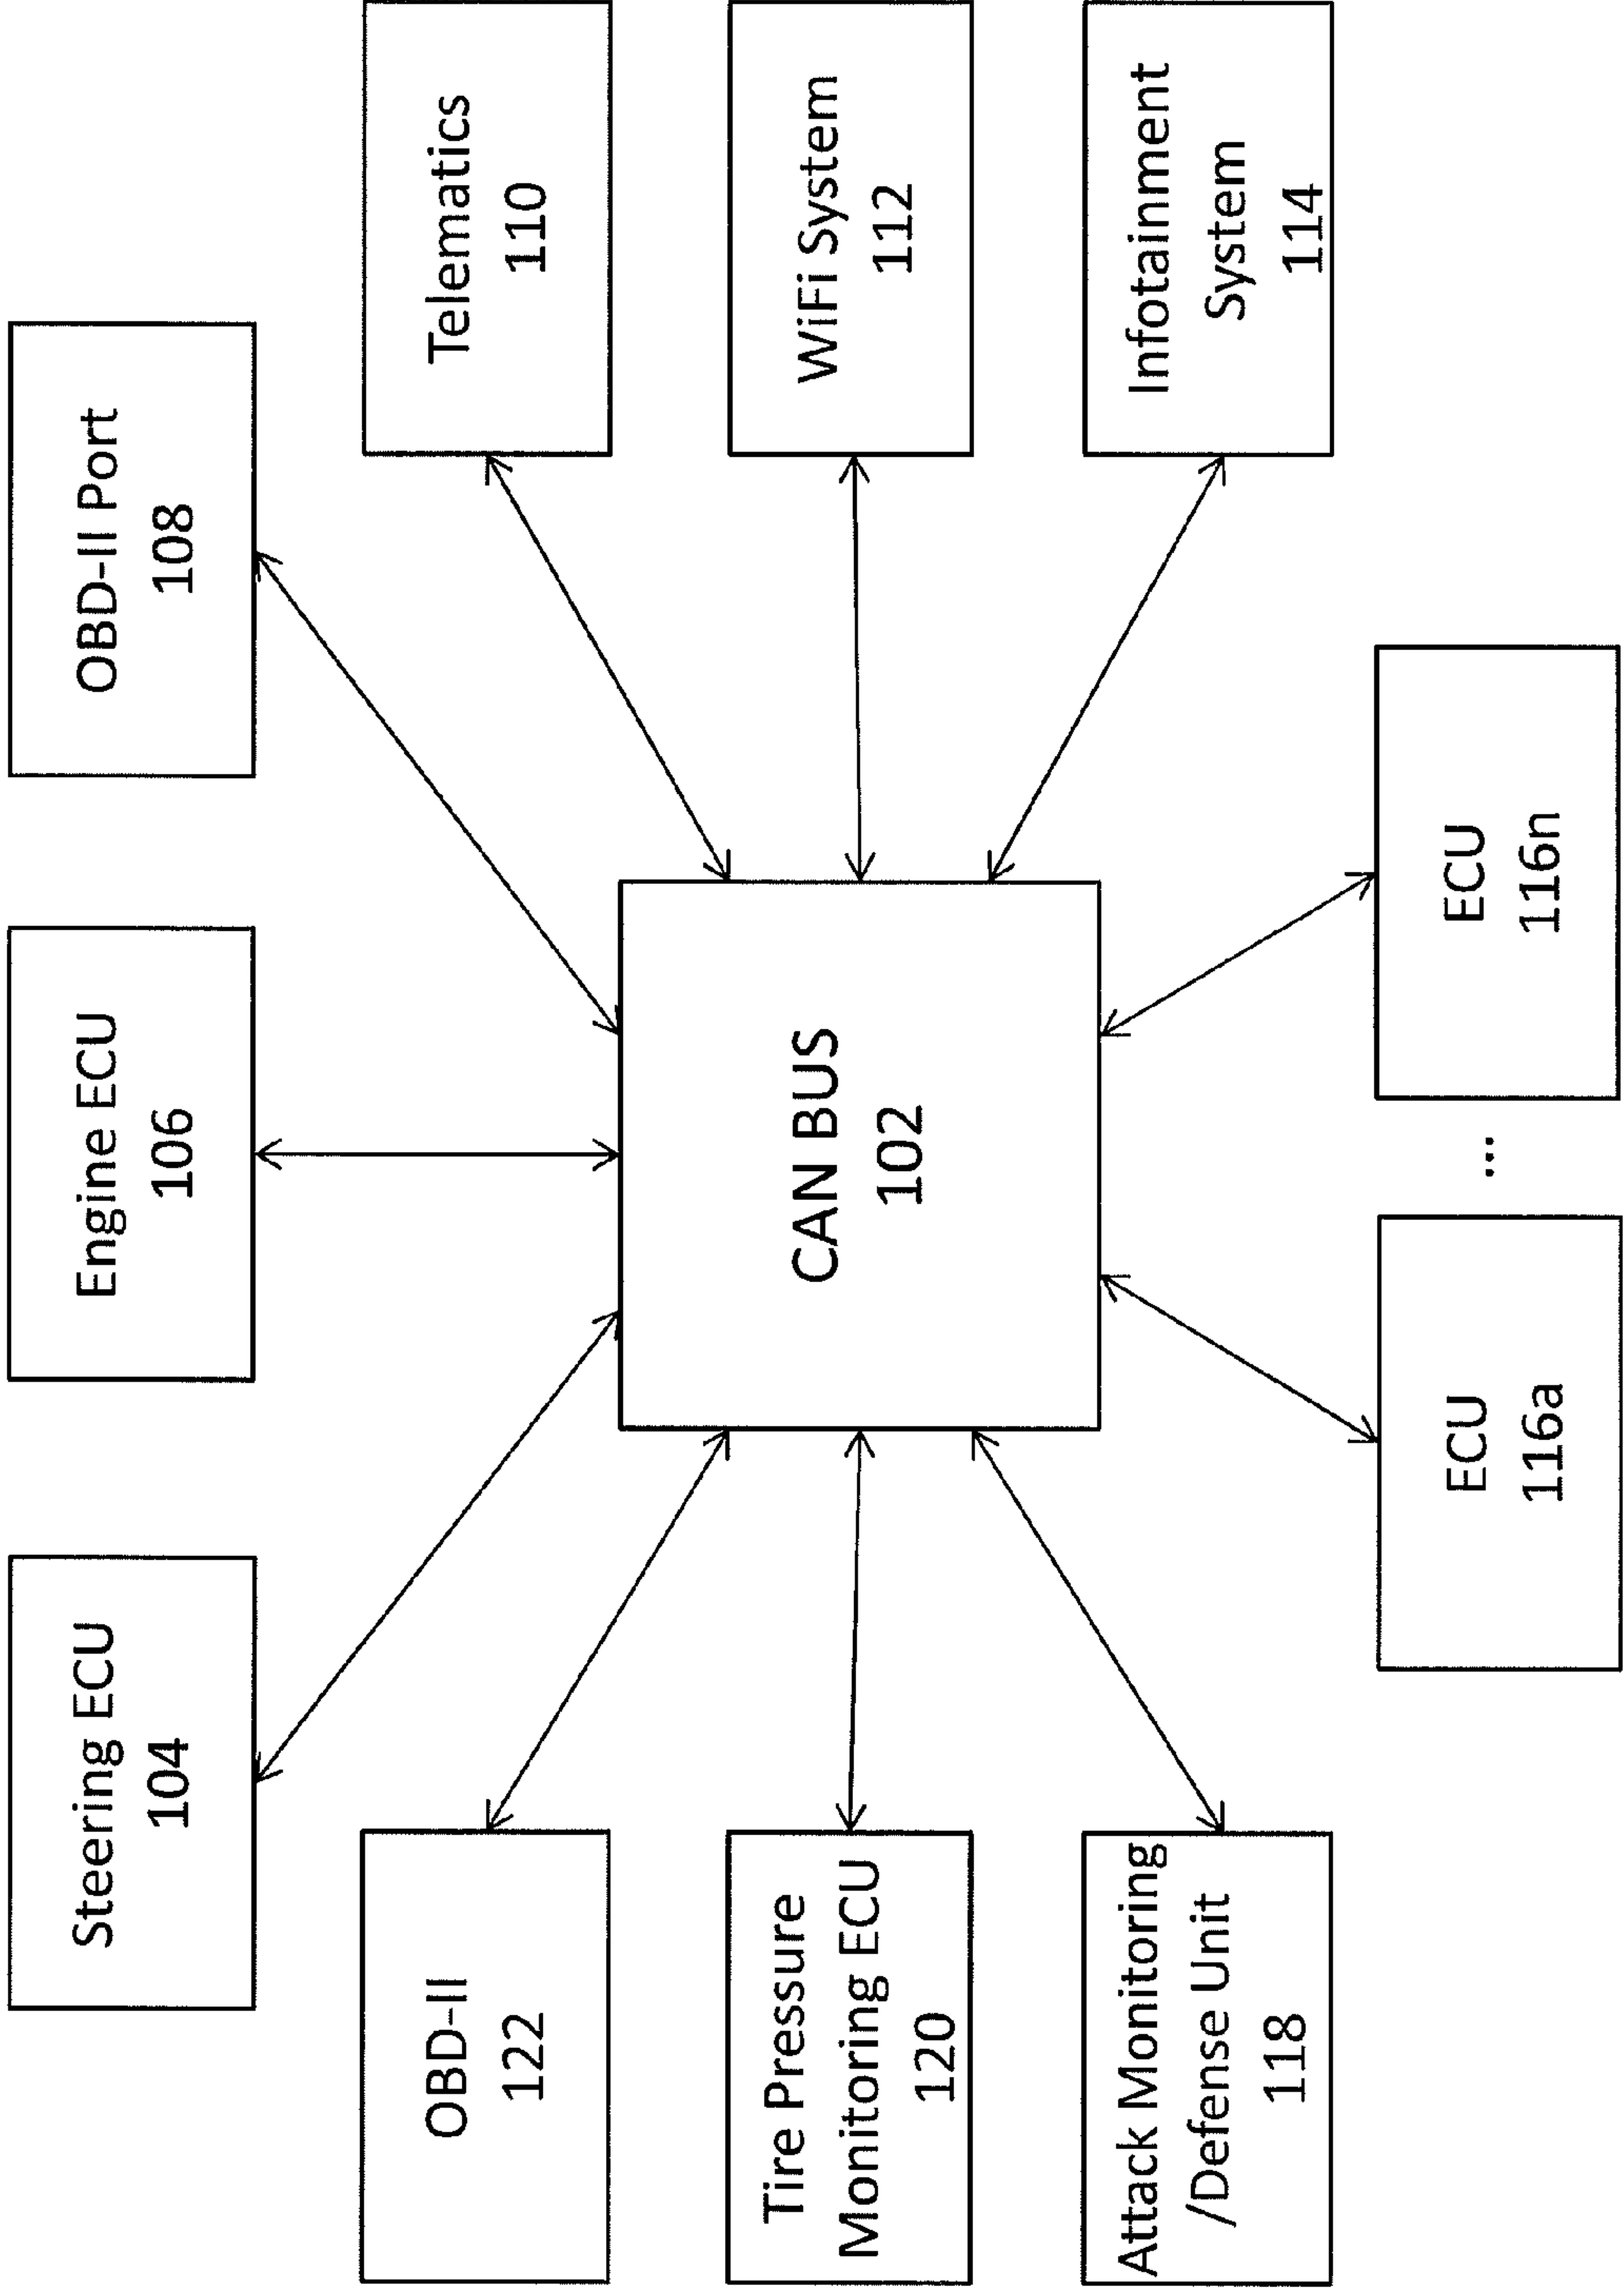 Steering ECU
104
Engine ECU
106
OBD-II Port
108
OBD-II
122
Telematics
110
CAN BUS
102
Tire Pressure
Monitoring ECU
120
WiFi System
112
Attack Monitoring
/Defense Unit
118
Infotainment
System
114
ECU
116a
...
ECU
116n